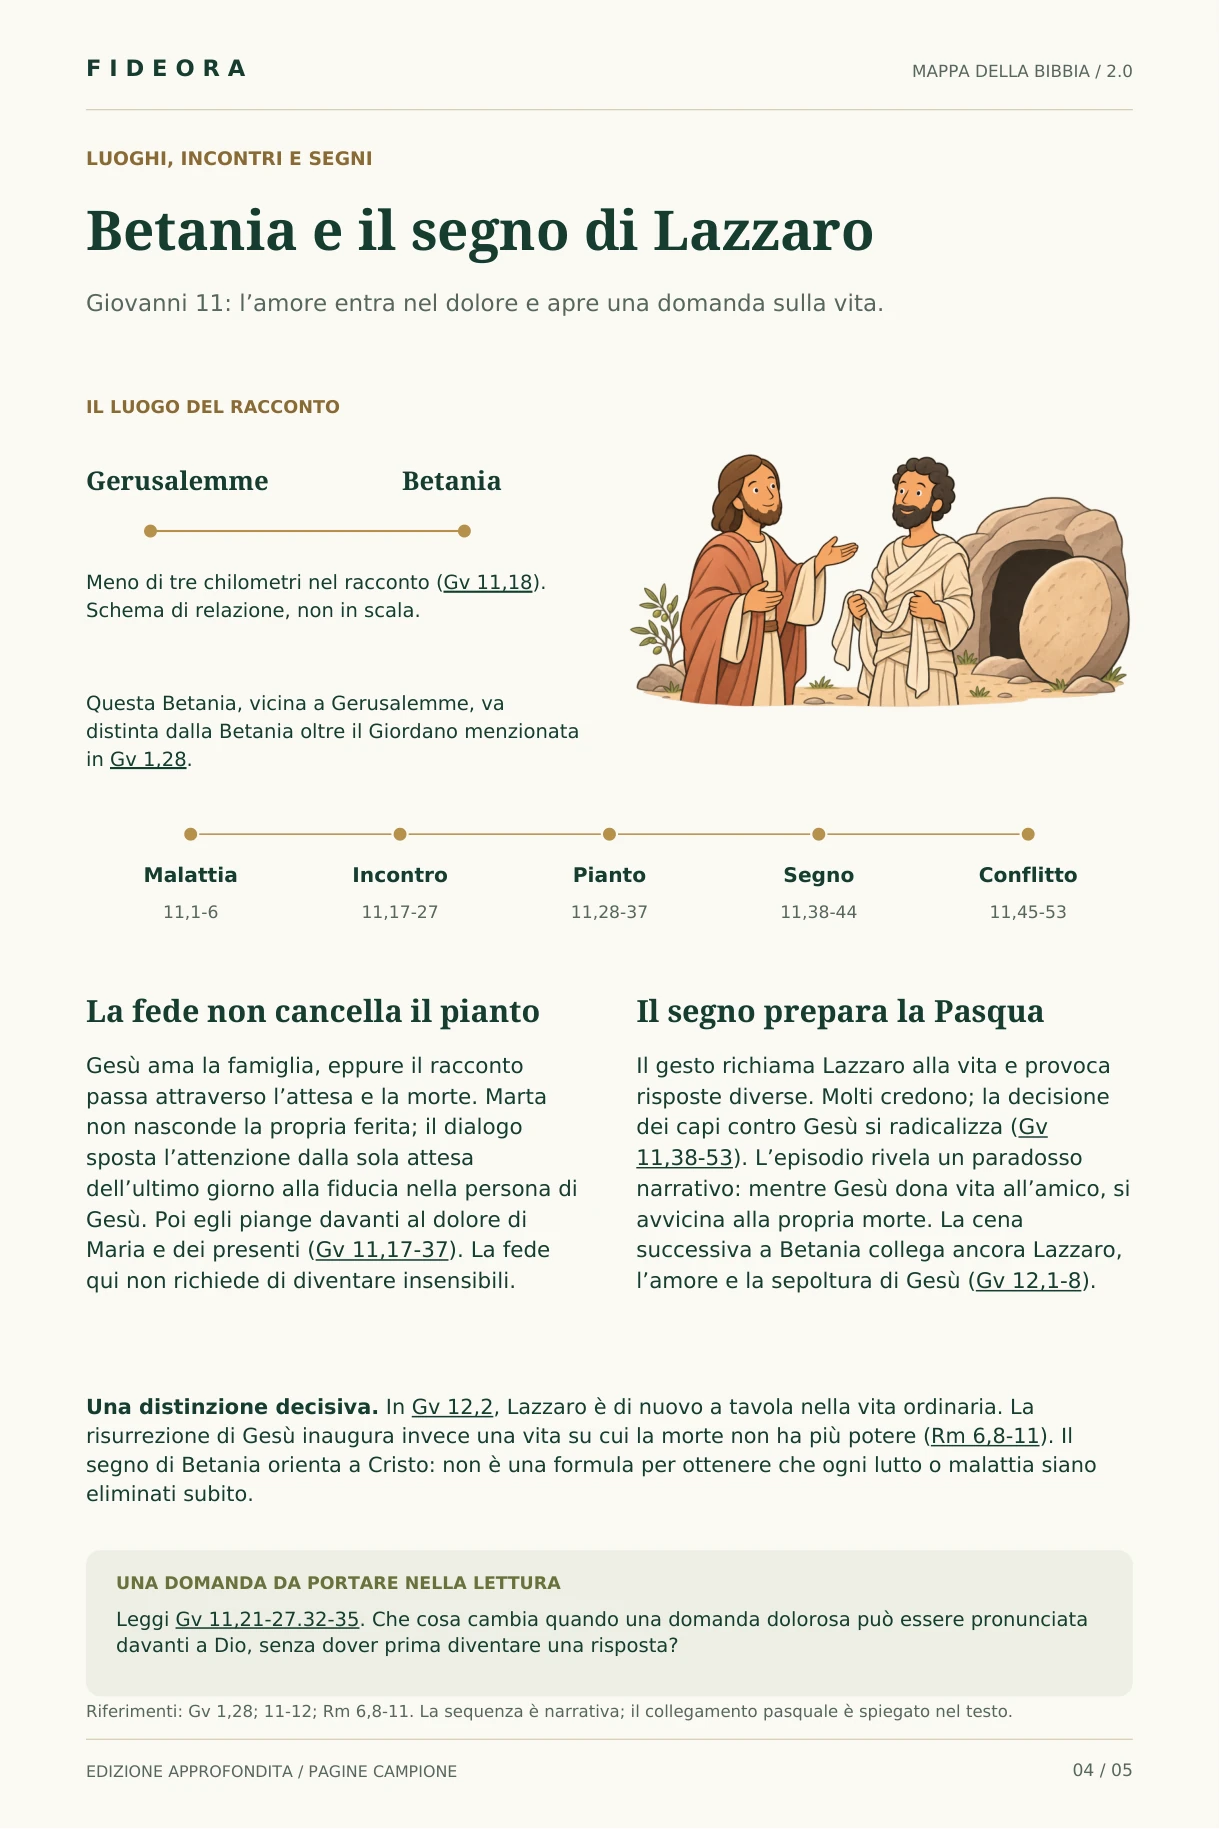 FIDEORA
MAPPA DELLA BIBBIA / 2.0
LUOGHI, INCONTRI E SEGNI
Betania e il segno di Lazzaro
Giovanni 11: l’amore entra nel dolore e apre una domanda sulla vita.
IL LUOGO DEL RACCONTO
Gerusalemme
Betania
Meno di tre chilometri nel racconto (Gv 11,18).
Schema di relazione, non in scala.
Questa Betania, vicina a Gerusalemme, va
distinta dalla Betania oltre il Giordano menzionata
in Gv 1,28.
Malattia
11,1-6
Incontro
11,17-27
Pianto
11,28-37
Segno
11,38-44
Conflitto
11,45-53
La fede non cancella il pianto
Gesù ama la famiglia, eppure il racconto
passa attraverso l’attesa e la morte. Marta
non nasconde la propria ferita; il dialogo
sposta l’attenzione dalla sola attesa
dell’ultimo giorno alla fiducia nella persona di
Gesù. Poi egli piange davanti al dolore di
Maria e dei presenti (Gv 11,17-37). La fede
qui non richiede di diventare insensibili.
Il segno prepara la Pasqua
Il gesto richiama Lazzaro alla vita e provoca
risposte diverse. Molti credono; la decisione
dei capi contro Gesù si radicalizza (Gv
11,38-53). L’episodio rivela un paradosso
narrativo: mentre Gesù dona vita all’amico, si
avvicina alla propria morte. La cena
successiva a Betania collega ancora Lazzaro,
l’amore e la sepoltura di Gesù (Gv 12,1-8).
Una distinzione decisiva. In Gv 12,2, Lazzaro è di nuovo a tavola nella vita ordinaria. La
risurrezione di Gesù inaugura invece una vita su cui la morte non ha più potere (Rm 6,8-11). Il
segno di Betania orienta a Cristo: non è una formula per ottenere che ogni lutto o malattia siano
eliminati subito.
UNA DOMANDA DA PORTARE NELLA LETTURA
Leggi Gv 11,21-27.32-35. Che cosa cambia quando una domanda dolorosa può essere pronunciata
davanti a Dio, senza dover prima diventare una risposta?
Riferimenti: Gv 1,28; 11-12; Rm 6,8-11. La sequenza è narrativa; il collegamento pasquale è spiegato nel testo.
EDIZIONE APPROFONDITA / PAGINE CAMPIONE
04 / 05